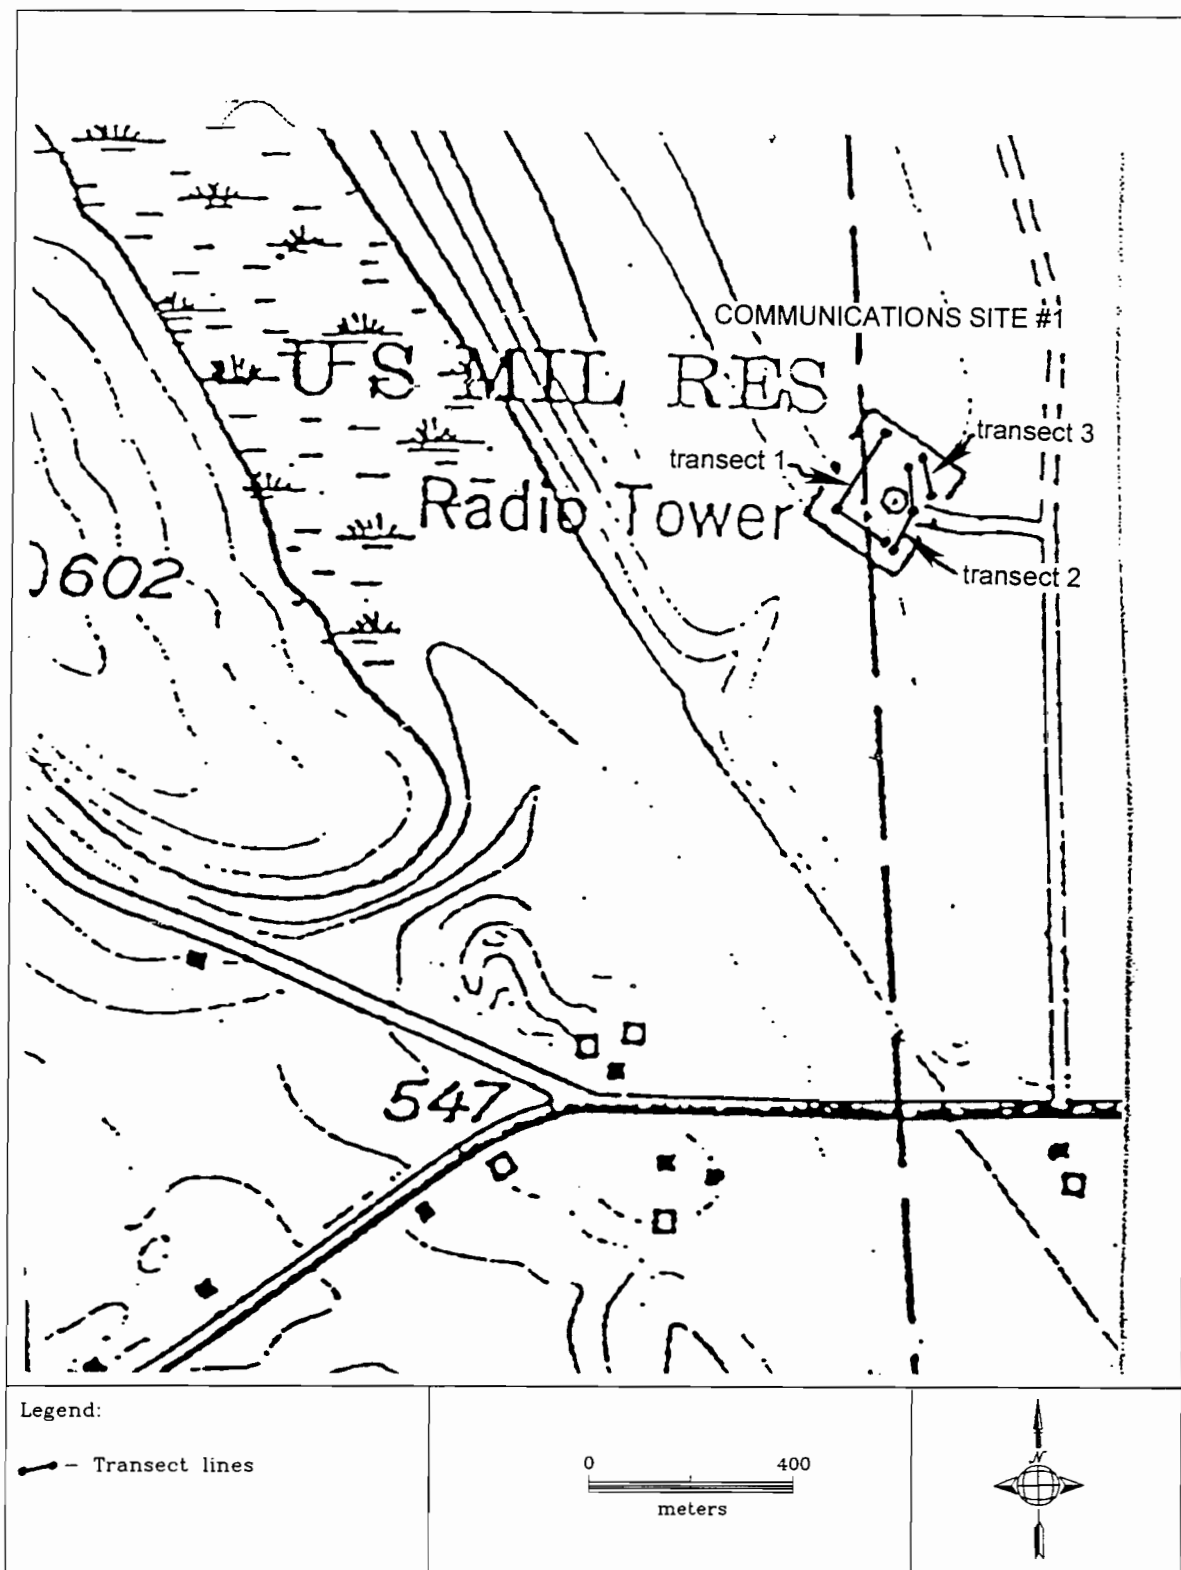 COMMUNICATIONS SITE #1
U S MIL RES
transect 3
transect 1
Radio Tower
transect 2
602
547
Legend:
– Transect lines
0 400
meters
N